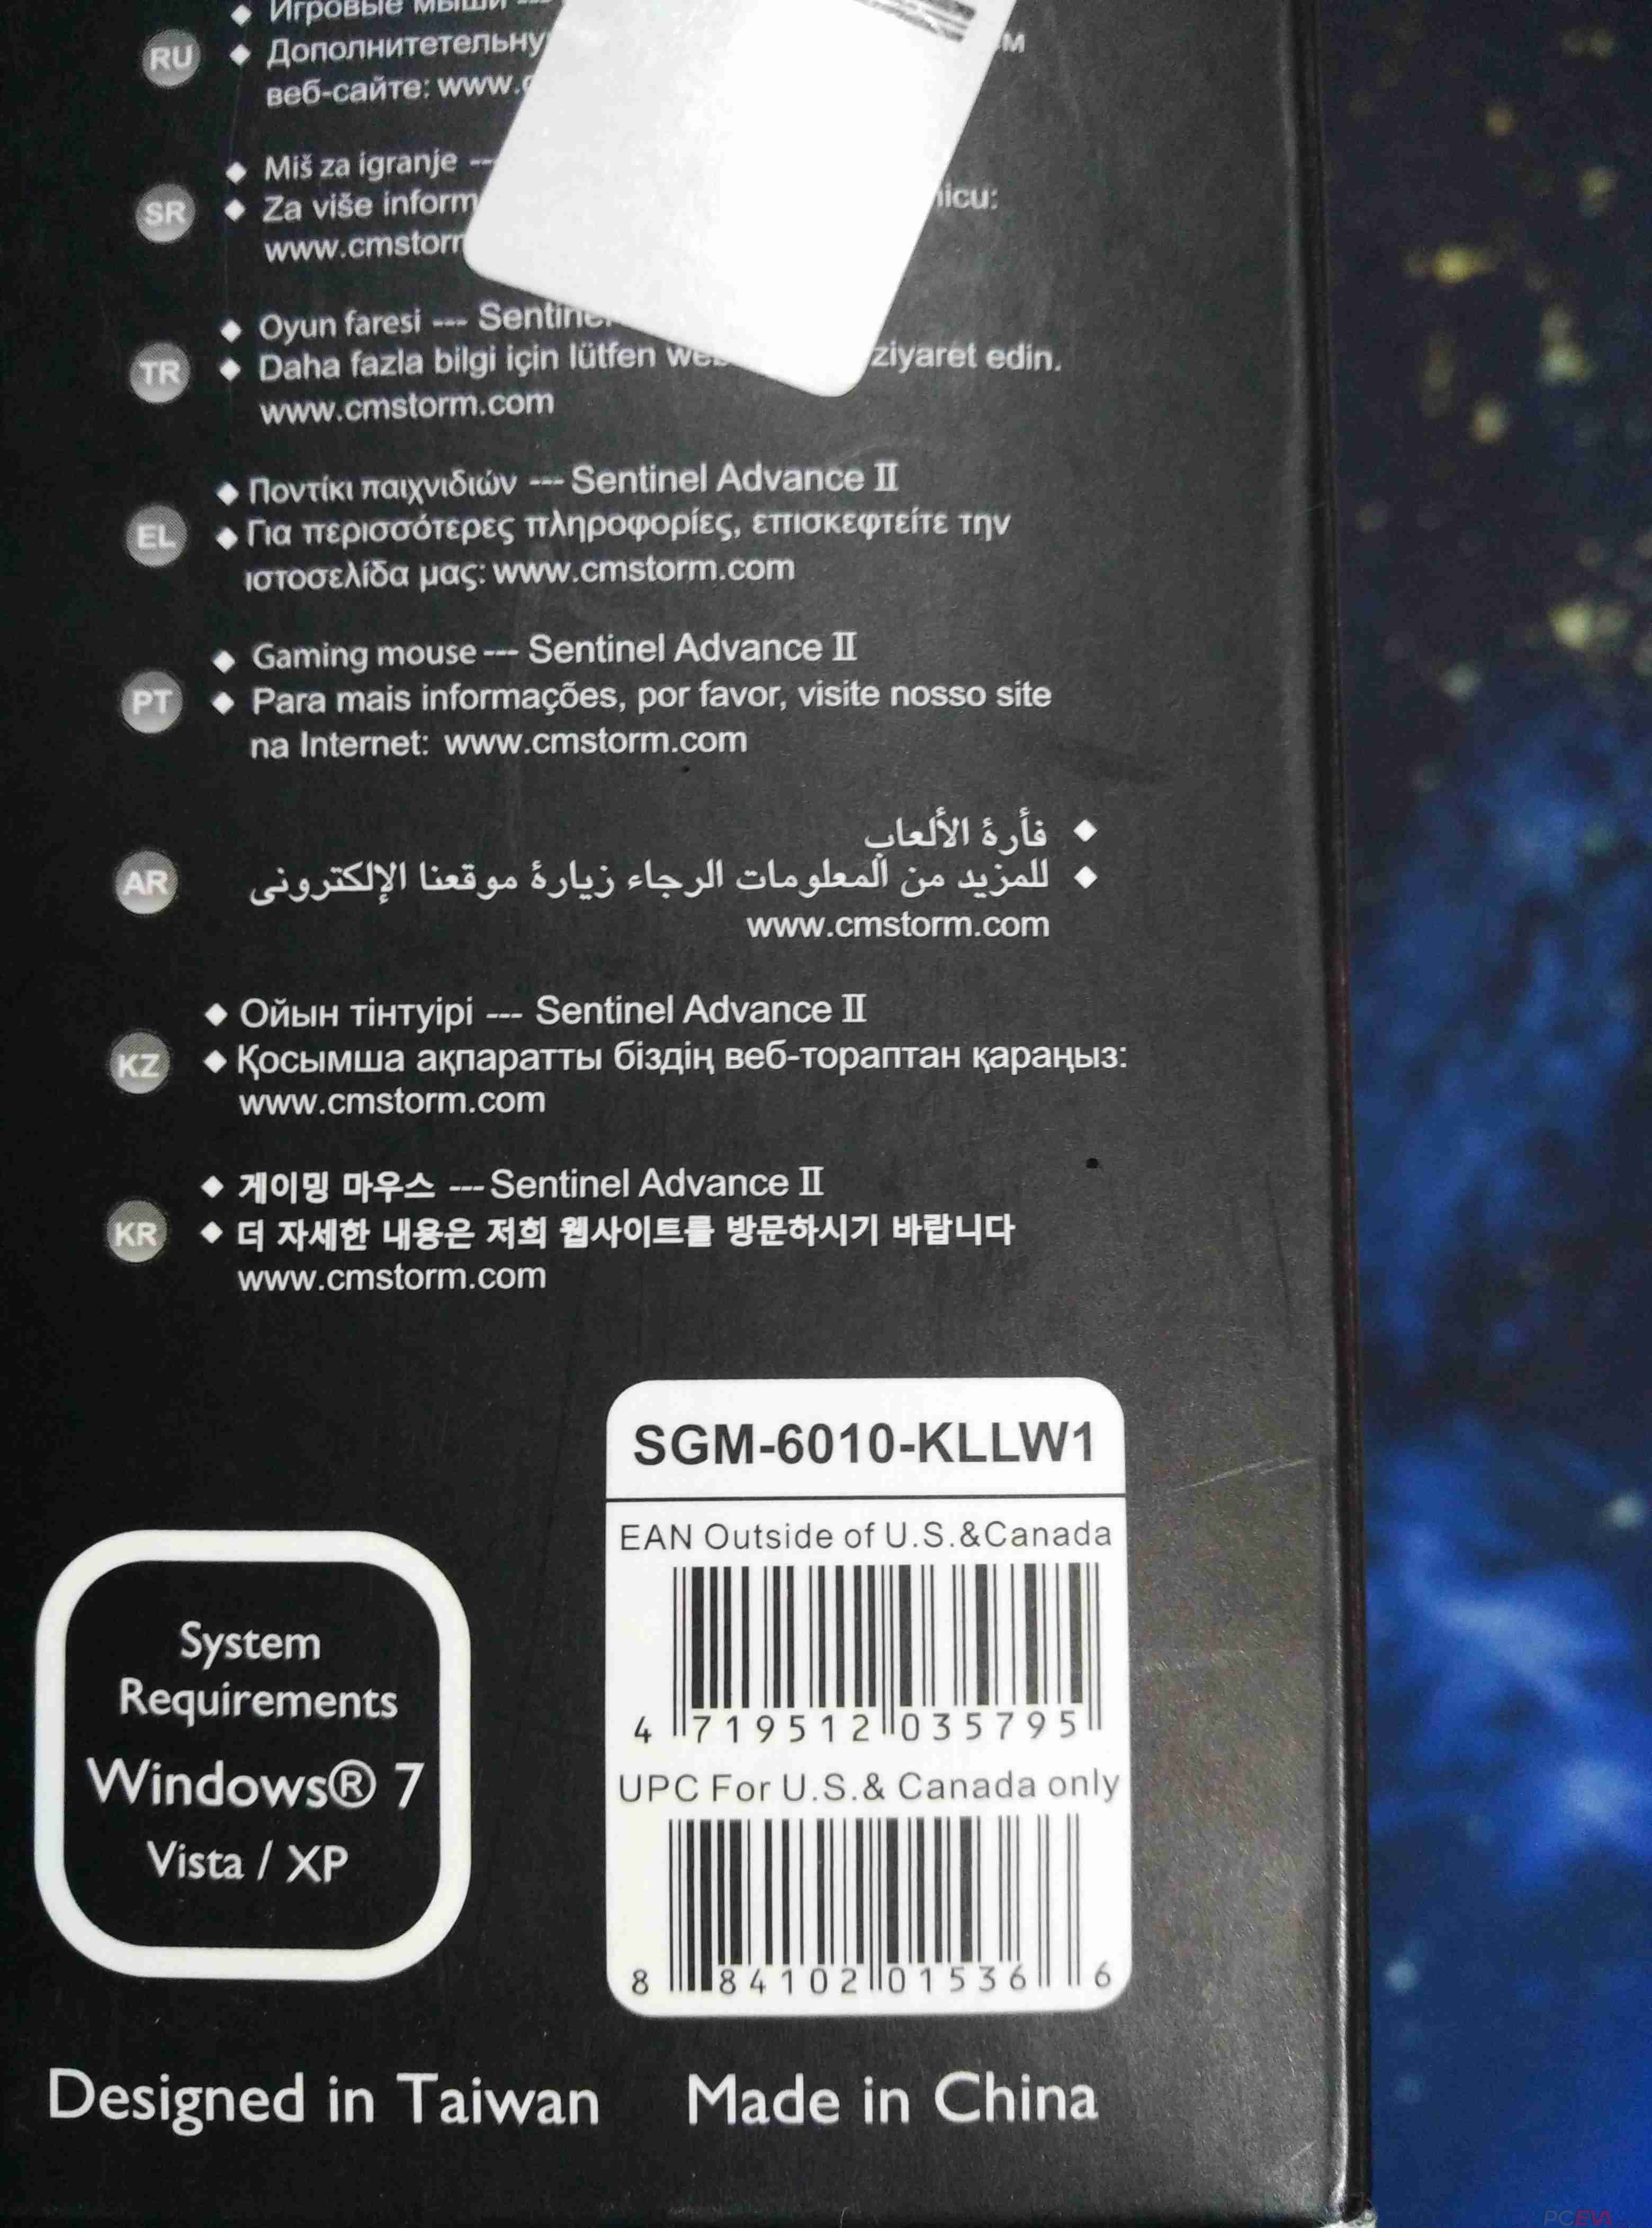 Игровые мыши ---
RU
◆ Дополнитетельну
веб-сайте: www.
◆ Miš za igranje ---
SR
◆ Za više inform nicu:
www.cmstor
◆ Oyun faresi --- Sentinel
TR
◆ Daha fazla bilgi için lütfen we ziyaret edin.
www.cmstorm.com
◆ Ποντίκι παιχνιδιών --- Sentinel Advance II
EL
◆ Για περισσότερες πληροφορίες, επισκεφτείτε την
ιστοσελίδα μας: www.cmstorm.com
◆ Gaming mouse --- Sentinel Advance II
PT
◆ Para mais informações, por favor, visite nosso site
na Internet: www.cmstorm.com
◆ فأرة الألعاب
AR
◆ للمزيد من المعلومات الرجاء زيارة موقعنا الإلكترونى
www.cmstorm.com
◆ Ойын тінтуірі --- Sentinel Advance II
KZ
◆ Қосымша ақпаратты біздің веб-тораптан қараңыз:
www.cmstorm.com
◆ 게이밍 마우스 --- Sentinel Advance II
KR
◆ 더 자세한 내용은 저희 웹사이트를 방문하시기 바랍니다
www.cmstorm.com
SGM-6010-KLLW1
EAN Outside of U.S.&Canada
4 719512 035795
UPC For U.S.& Canada only
8 84102 01536 6
System
Requirements
Windows® 7
Vista / XP
Designed in Taiwan Made in China
PCEVA